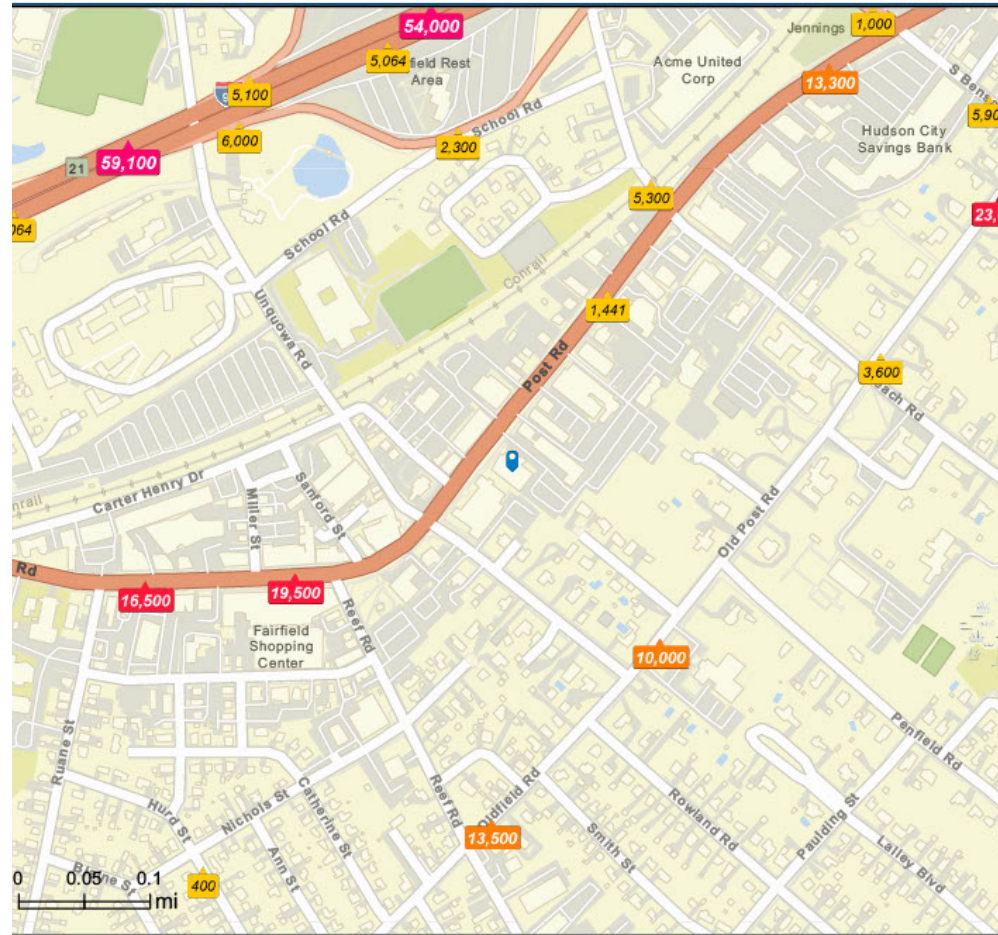 54,000
1,000
Jennings
5,064
field Rest
Area
Acme United
Corp
13,300
S Bens
5,100
9
School Rd
5,90
6,000
2,300
Hudson City
Savings Bank
21
59,100
5,300
23,
064
School Rd
Conrail
Unquowa Rd
1,441
Post Rd
3,600
each Rd
Carter Henry Dr
nrail
Miller St
Sanford St
Old Post Rd
Rd
16,500
19,500
Reef Rd
Fairfield
Shopping
Center
10,000
Ruane St
Penfield Rd
Hurd St
Nichols St
Catherine St
Reef Rd
Oldfield Rd
13,500
Smith St
Rowland Rd
Paulding St
Lalley Blvd
Ann St
St
400
0 0.05 0.1
mi